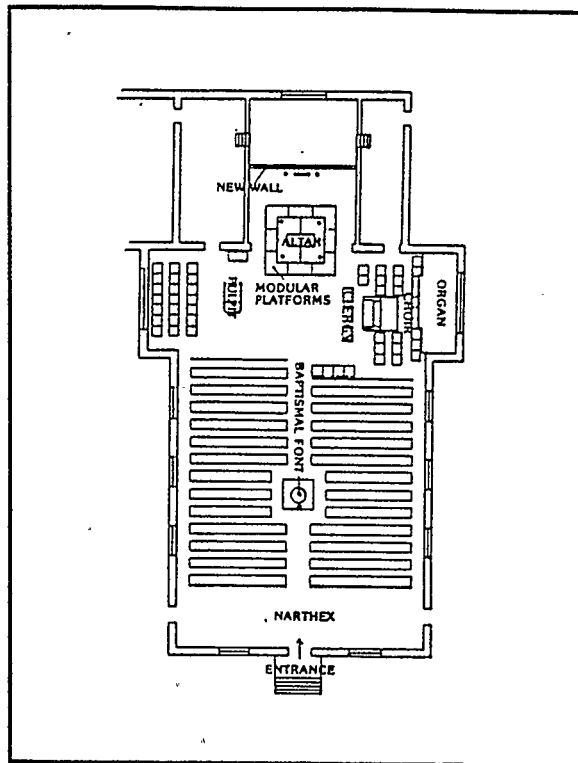 NEW WALL
ALTAR
MODULAR
PLATFORMS
PULPIT
CLERGY
CHOIR
ORGAN
BAPTISMAL FONT
NARTHEX
ENTRANCE